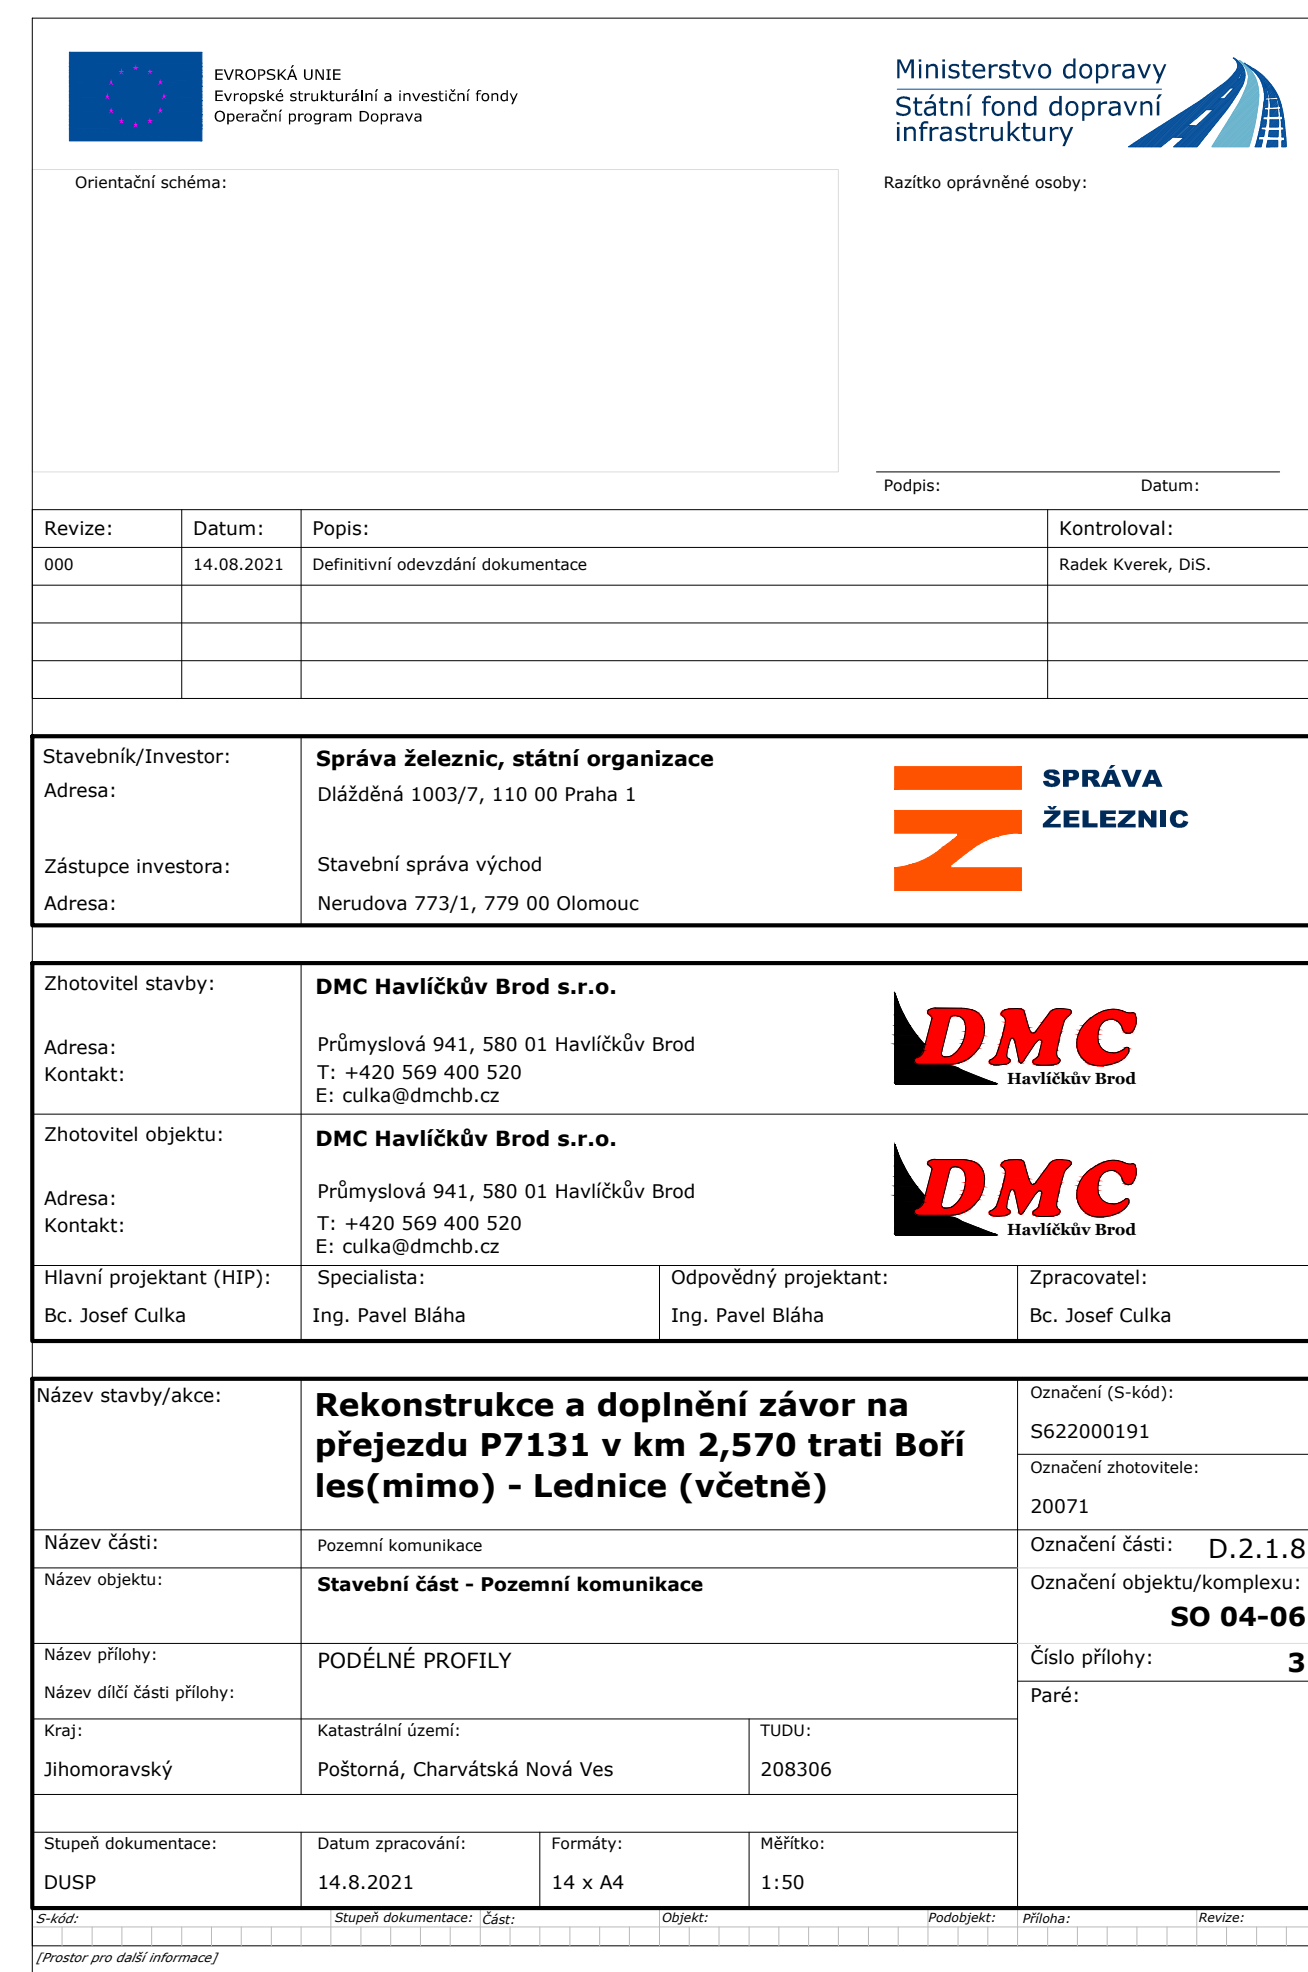 EVROPSKÁ UNIE
Evropské strukturální a investiční fondy
Operační program Doprava
Ministerstvo dopravy
Státní fond dopravní
infrastruktury
Orientační schéma:
Razítko oprávněné osoby:
Podpis: Datum:
Revize: Datum: Popis: Kontroloval:
000 14.08.2021 Definitivní odevzdání dokumentace Radek Kverek, DiS.
Stavebník/Investor: Správa železnic, státní organizace
Adresa: Dlážděná 1003/7, 110 00 Praha 1
SPRÁVA
ŽELEZNIC
Zástupce investora: Stavební správa východ
Adresa: Nerudova 773/1, 779 00 Olomouc
Zhotovitel stavby: DMC Havlíčkův Brod s.r.o.
Adresa: Průmyslová 941, 580 01 Havlíčkův Brod
Kontakt: T: +420 569 400 520
E: culka@dmchb.cz
DMC
Havlíčkův Brod
Zhotovitel objektu: DMC Havlíčkův Brod s.r.o.
Adresa: Průmyslová 941, 580 01 Havlíčkův Brod
Kontakt: T: +420 569 400 520
E: culka@dmchb.cz
DMC
Havlíčkův Brod
Hlavní projektant (HIP): Specialista: Odpovědný projektant: Zpracovatel:
Bc. Josef Culka Ing. Pavel Bláha Ing. Pavel Bláha Bc. Josef Culka
Název stavby/akce: Rekonstrukce a doplnění závor na
přejezdu P7131 v km 2,570 trati Boří
les(mimo) - Lednice (včetně)
Označení (S-kód):
S622000191
Označení zhotovitele:
20071
Název části: Pozemní komunikace Označení části: D.2.1.8
Název objektu: Stavební část - Pozemní komunikace Označení objektu/komplexu:
SO 04-06
Název přílohy: PODÉLNÉ PROFILY Číslo přílohy: 3
Název dílčí části přílohy: Paré:
Kraj: Katastrální území: TUDU:
Jihomoravský Poštorná, Charvátská Nová Ves 208306
Stupeň dokumentace: Datum zpracování: Formáty: Měřítko:
DUSP 14.8.2021 14 x A4 1:50
S-kód: Stupeň dokumentace: Část: Objekt: Podobjekt: Příloha: Revize:
[Prostor pro další informace]